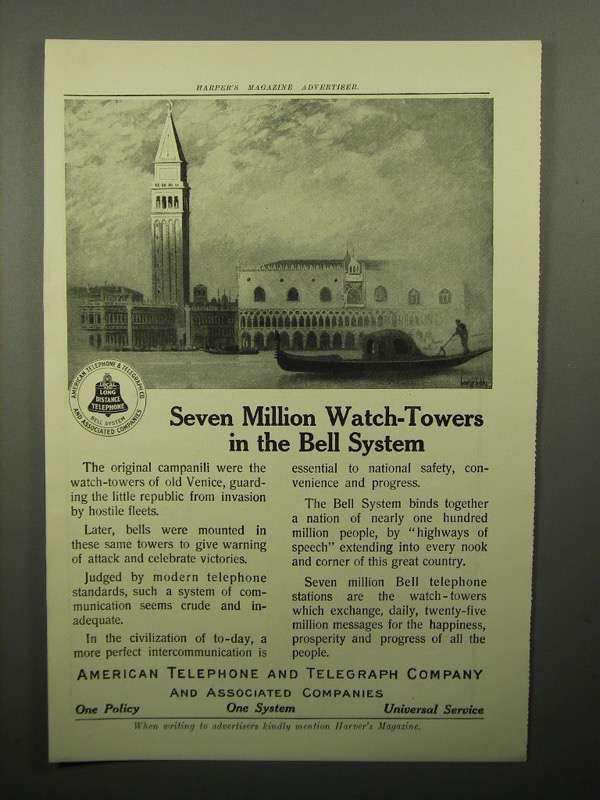 HARPER'S MAGAZINE ADVERTISER.
AMERICAN TELEPHONE & TELEGRAPH CO.
AND ASSOCIATED COMPANIES
LOCAL
LONG
DISTANCE
TELEPHONE
BELL SYSTEM
Seven Million Watch-Towers
in the Bell System
The original campanili were the
watch-towers of old Venice, guard-
ing the little republic from invasion
by hostile fleets.
Later, bells were mounted in
these same towers to give warning
of attack and celebrate victories.
Judged by modern telephone
standards, such a system of com-
munication seems crude and in-
adequate.
In the civilization of to-day, a
more perfect intercommunication is
essential to national safety, con-
venience and progress.
The Bell System binds together
a nation of nearly one hundred
million people, by "highways of
speech" extending into every nook
and corner of this great country.
Seven million Bell telephone
stations are the watch-towers
which exchange, daily, twenty-five
million messages for the happiness,
prosperity and progress of all the
people.
AMERICAN TELEPHONE AND TELEGRAPH COMPANY
AND ASSOCIATED COMPANIES
One Policy One System Universal Service
When writing to advertisers kindly mention Harper's Magazine.